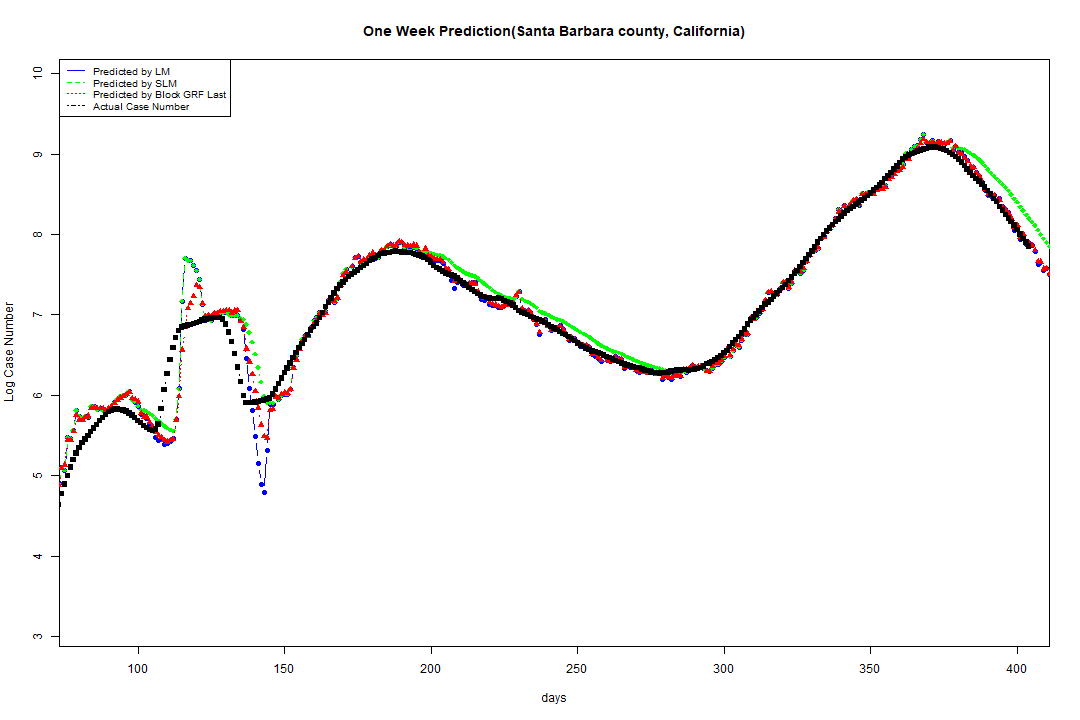 One Week Prediction(Santa Barbara county, California)
Predicted by LM
Predicted by SLM
Predicted by Block GRF Last
Actual Case Number
10
9
8
7
6
5
4
3
Log Case Number
100 150 200 250 300 350 400
days